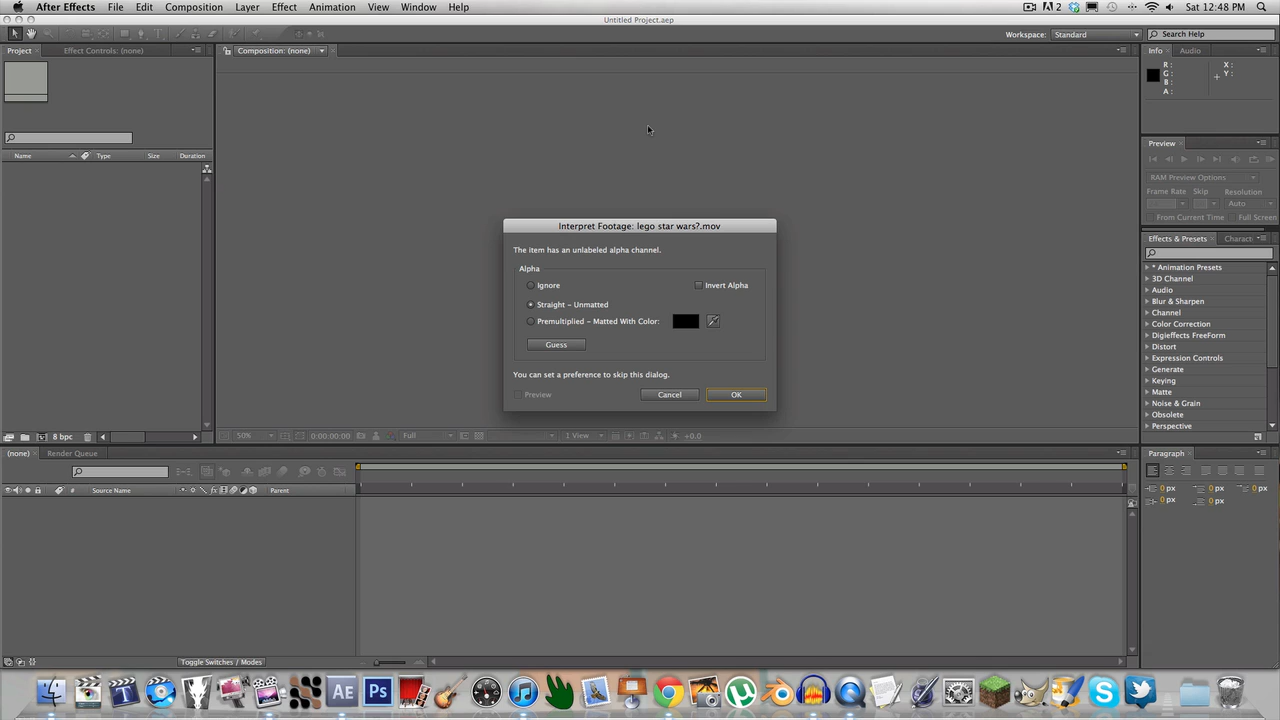 After Effects File Edit Composition Layer Effect Animation View Window Help 2 Sat 12:48 PM
Untitled Project.aep
Workspace: Standard Search Help
Project Effect Controls: (none) Composition: (none) Info Audio
R: X:
G: Y:
B:
A:
Preview
Name Type Size Duration
RAM Preview Options
Frame Rate Skip Resolution
Auto
From Current Time Full Screen
Interpret Footage: lego star wars?.mov
The item has an unlabeled alpha channel.
Alpha
Ignore Invert Alpha
Straight - Unmatted
Premultiplied - Matted With Color:
Guess
You can set a preference to skip this dialog.
Preview Cancel OK
Effects & Presets Charact
* Animation Presets
3D Channel
Audio
Blur & Sharpen
Channel
Color Correction
Digieffects FreeForm
Distort
Expression Controls
Generate
Keying
Matte
Noise & Grain
Obsolete
Perspective
8 bpc 50% 0:00:00:00 Full 1 View +0.0
(none) Render Queue Paragraph
# Source Name Parent
0 px 0 px 0 px
0 px 0 px
Toggle Switches / Modes
AE Ps